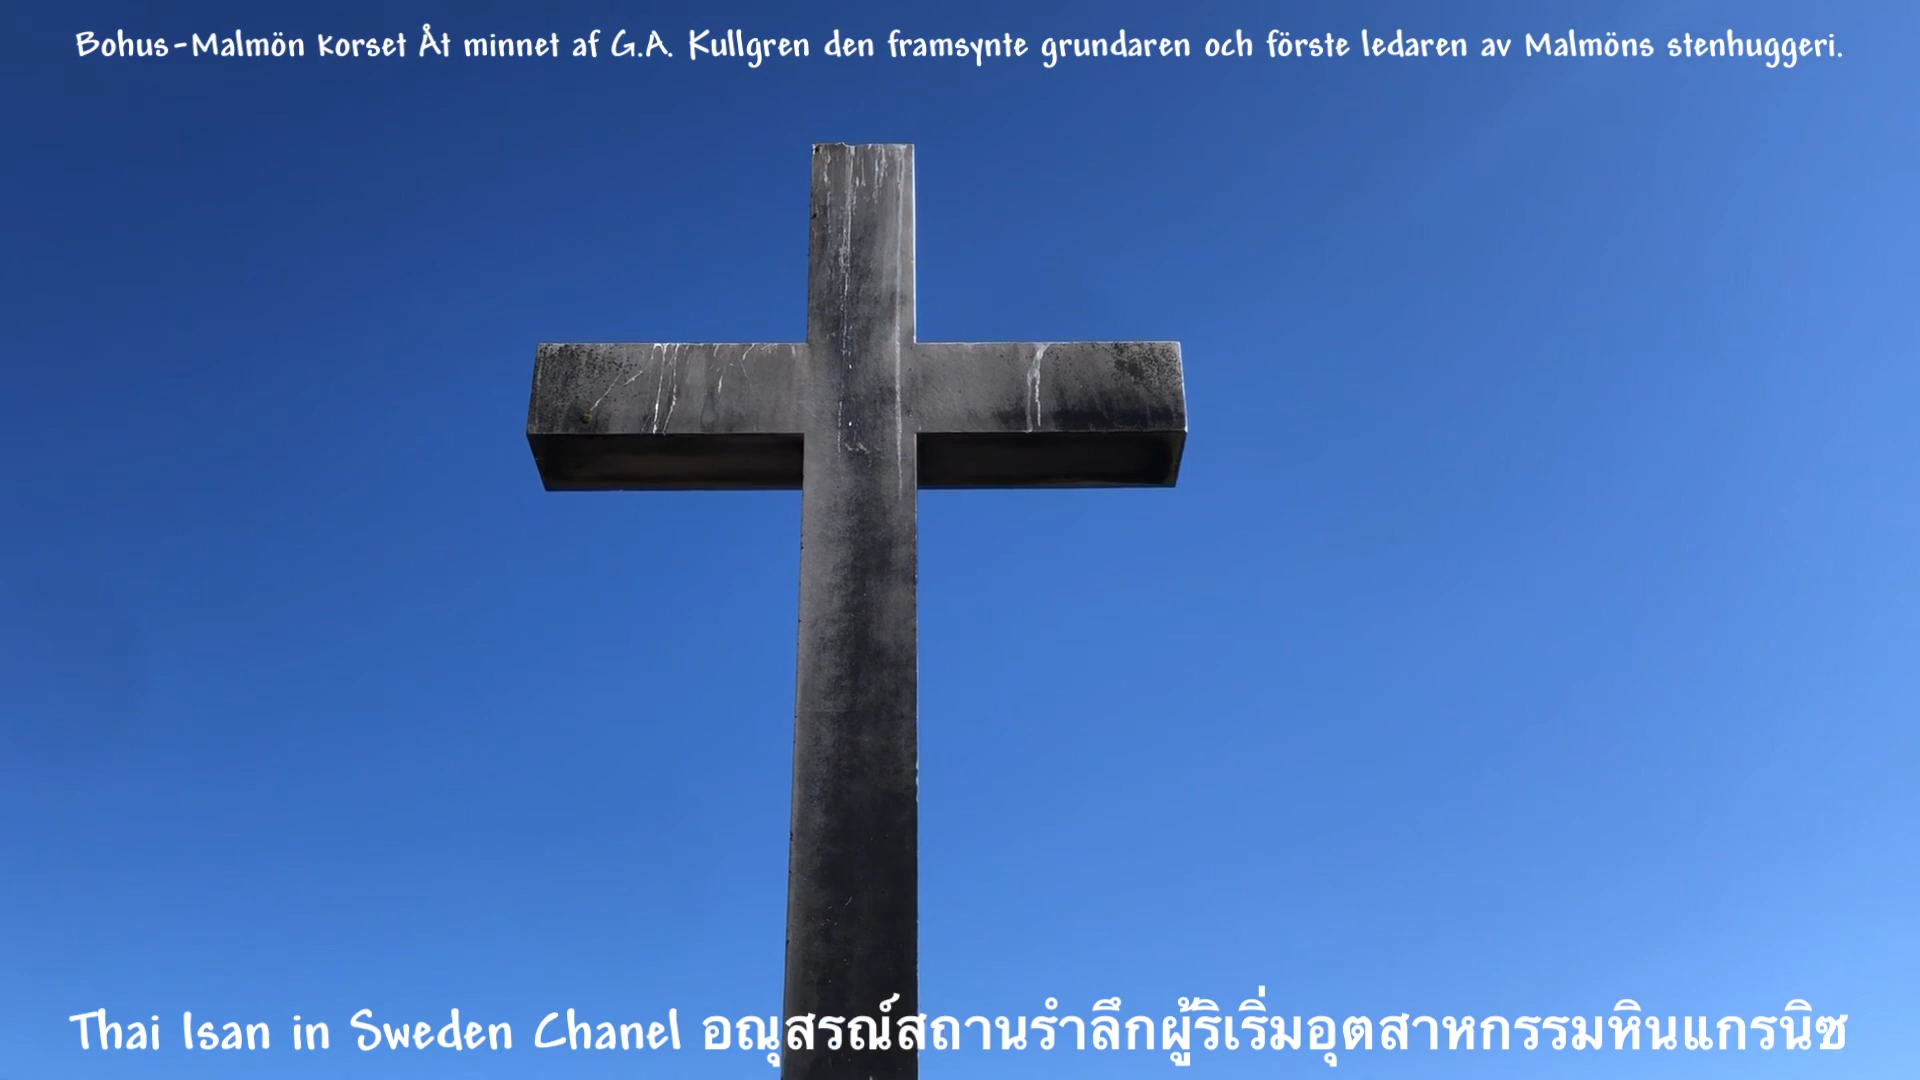 Bohus-Malmön korset Åt minnet af G.A. Kullgren den framsynte grundaren och förste ledaren av Malmöns stenhuggeri.
Thai Isan in Sweden Chanel อณุสรณ์สถานรำลึกผู้ริเริ่มอุตสาหกรรมหินแกรนิซ